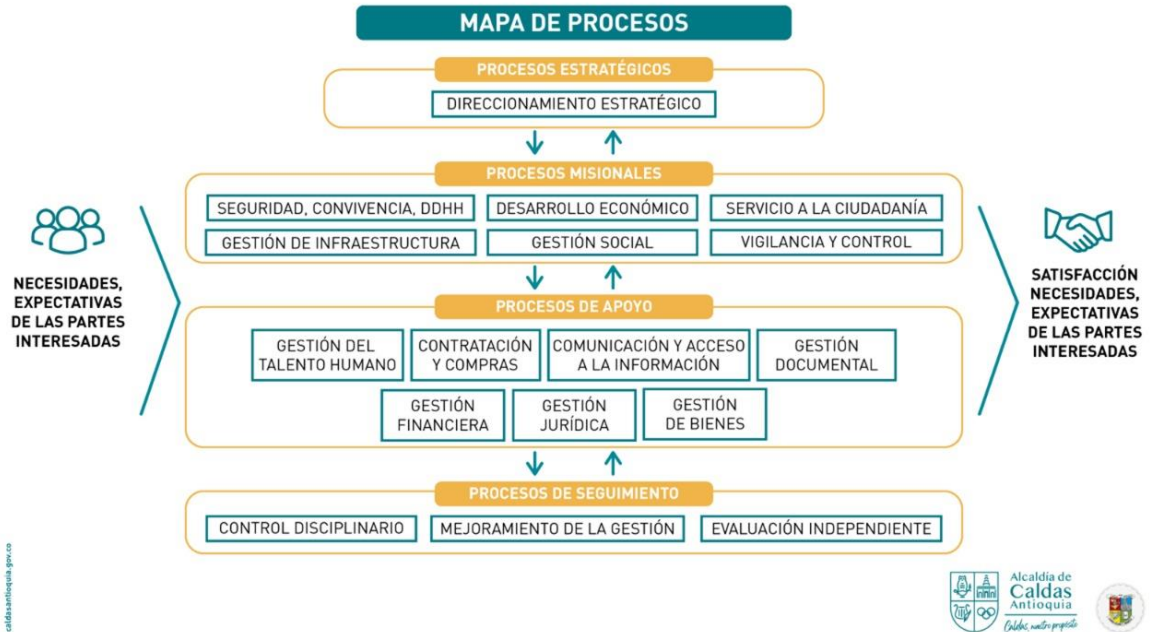 MAPA DE PROCESOS
PROCESOS ESTRATÉGICOS
DIRECCIONAMIENTO ESTRATÉGICO
PROCESOS MISIONALES
SEGURIDAD, CONVIVENCIA, DDHH
DESARROLLO ECONÓMICO
SERVICIO A LA CIUDADANÍA
GESTIÓN DE INFRAESTRUCTURA
GESTIÓN SOCIAL
VIGILANCIA Y CONTROL
NECESIDADES,
EXPECTATIVAS
DE LAS PARTES
INTERESADAS
PROCESOS DE APOYO
GESTIÓN DEL
TALENTO HUMANO
CONTRATACIÓN
Y COMPRAS
COMUNICACIÓN Y ACCESO
A LA INFORMACIÓN
GESTIÓN
DOCUMENTAL
GESTIÓN
FINANCIERA
GESTIÓN
JURÍDICA
GESTIÓN
DE BIENES
SATISFACCIÓN
NECESIDADES,
EXPECTATIVAS
DE LAS PARTES
INTERESADAS
PROCESOS DE SEGUIMIENTO
CONTROL DISCIPLINARIO
MEJORAMIENTO DE LA GESTIÓN
EVALUACIÓN INDEPENDIENTE
caldasantioquia.gov.co
Alcaldía de
Caldas
Antioquia
Caldas, nuestro propósito